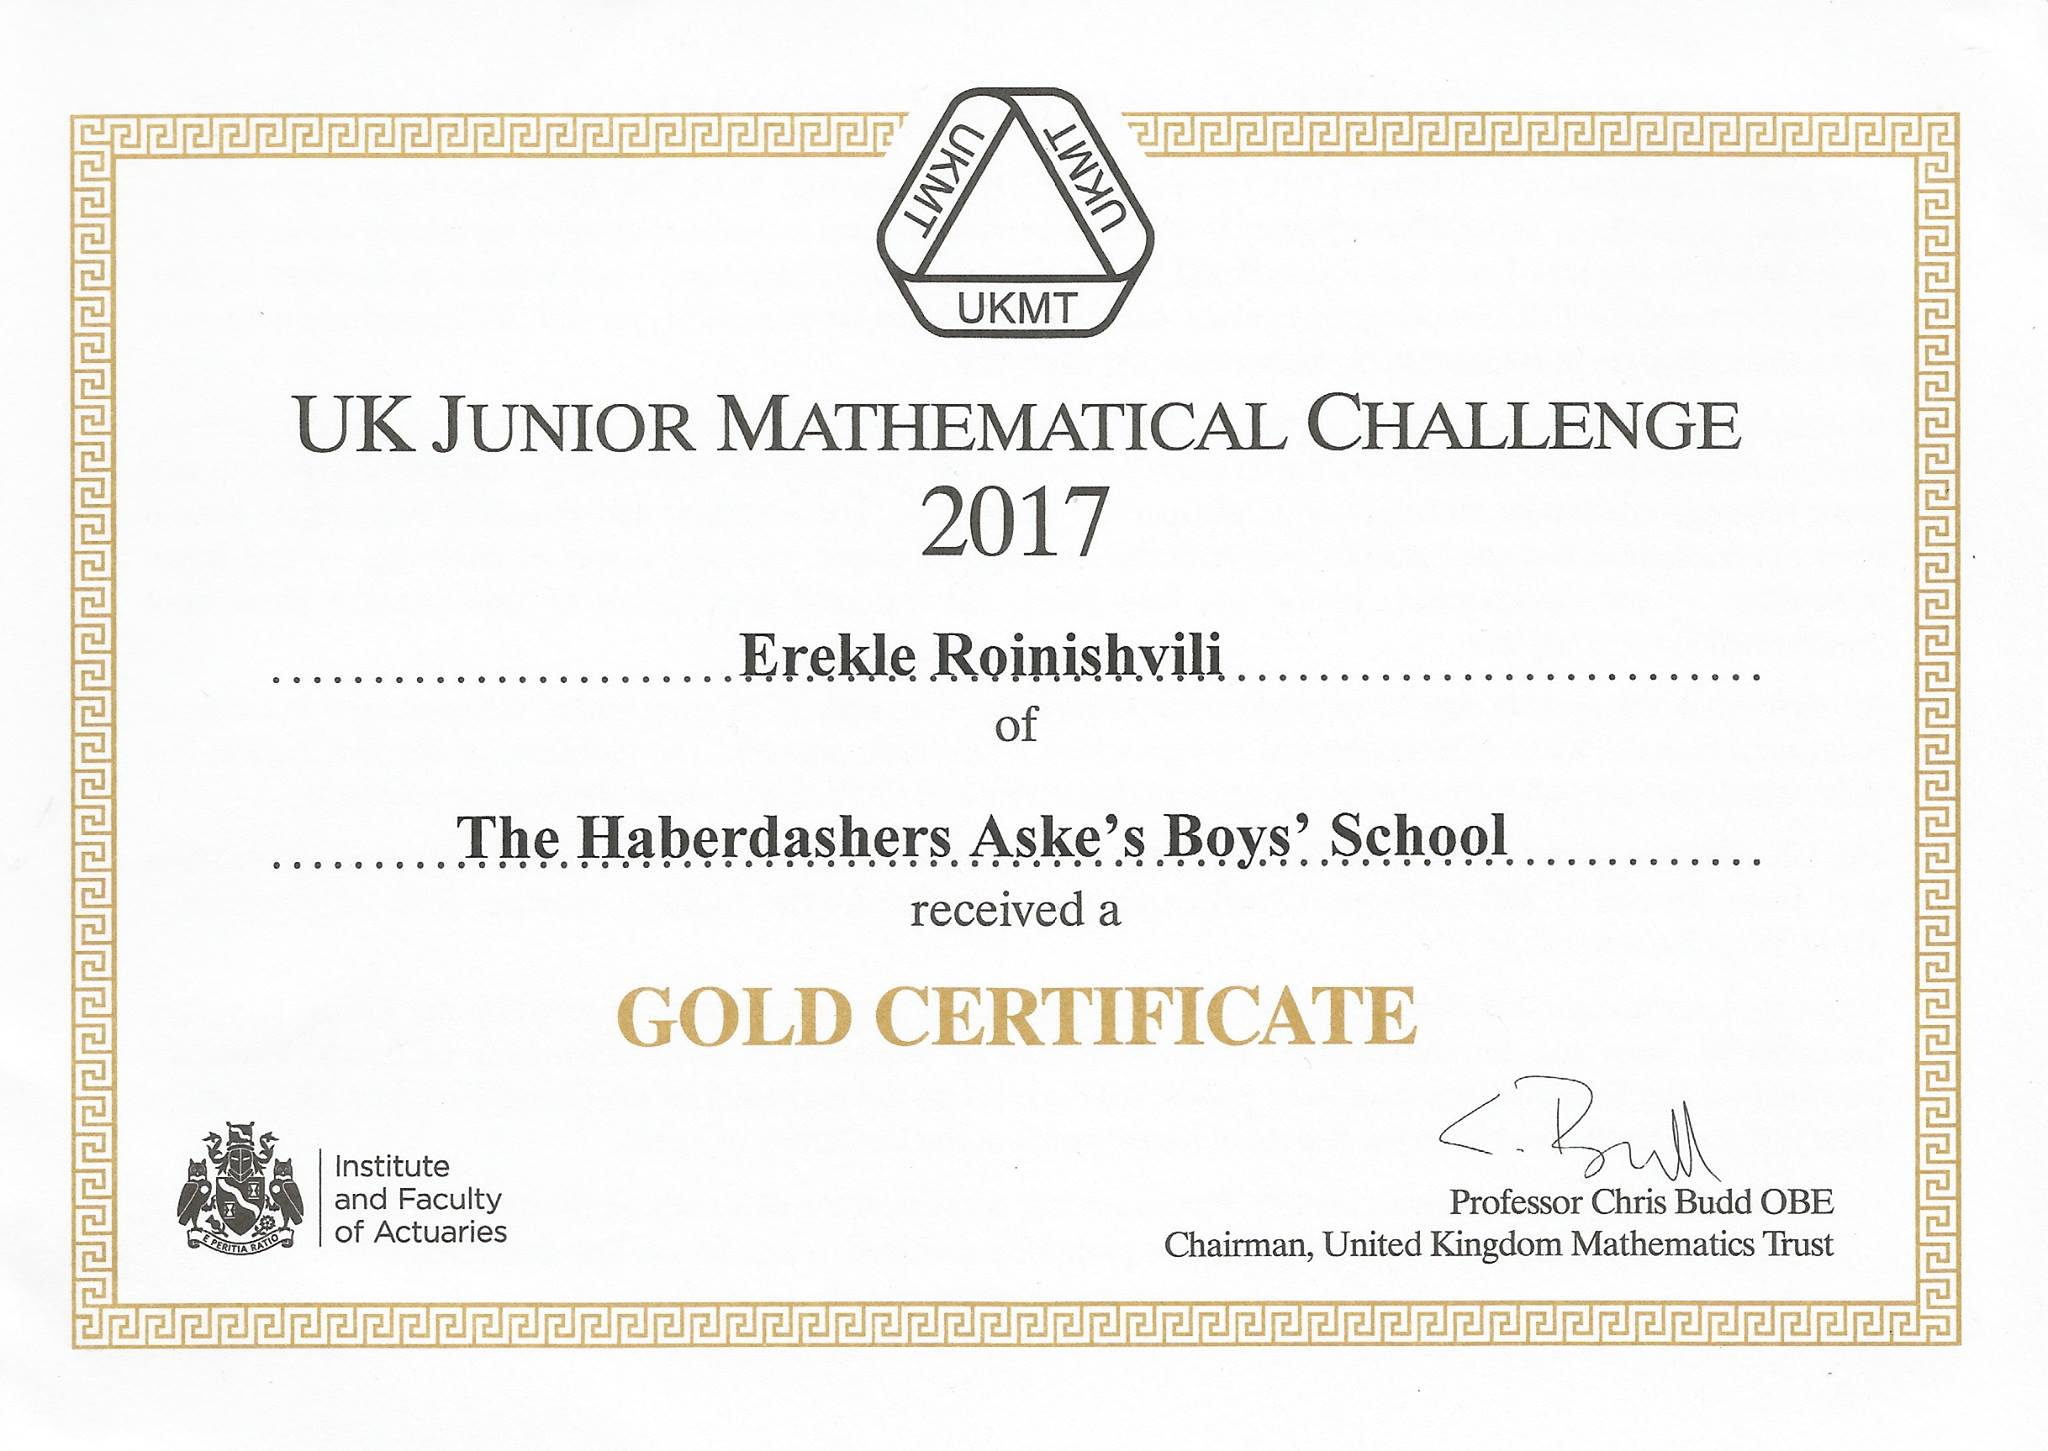 UKMT
UKMT
UKMT
UK JUNIOR MATHEMATICAL CHALLENGE
2017
Erekle Roinishvili
of
The Haberdashers Aske’s Boys’ School
received a
GOLD CERTIFICATE
C. Budd
E PERITIA RATIO
Institute
and Faculty
of Actuaries
Professor Chris Budd OBE
Chairman, United Kingdom Mathematics Trust